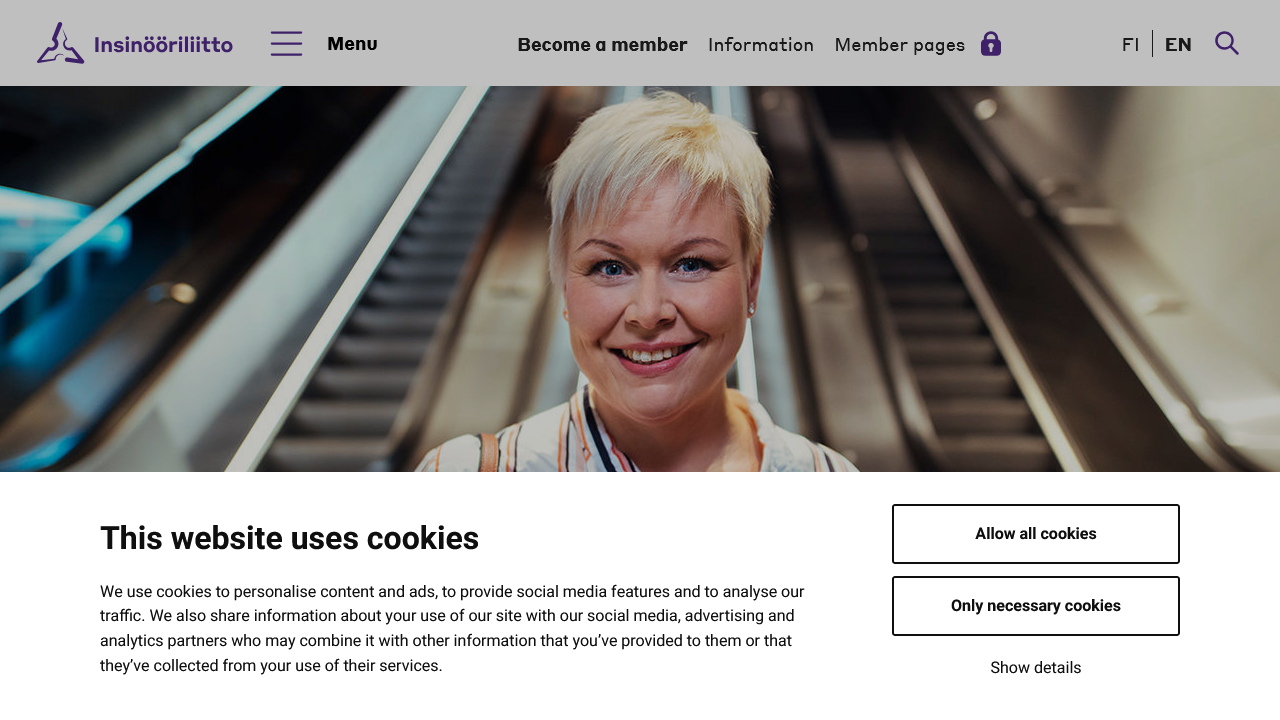 Insinööriliitto
Menu
Become a member
Information
Member pages
FI
EN
This website uses cookies
We use cookies to personalise content and ads, to provide social media features and to analyse our
traffic. We also share information about your use of our site with our social media, advertising and
analytics partners who may combine it with other information that you’ve provided to them or that
they’ve collected from your use of their services.
Allow all cookies
Only necessary cookies
Show details